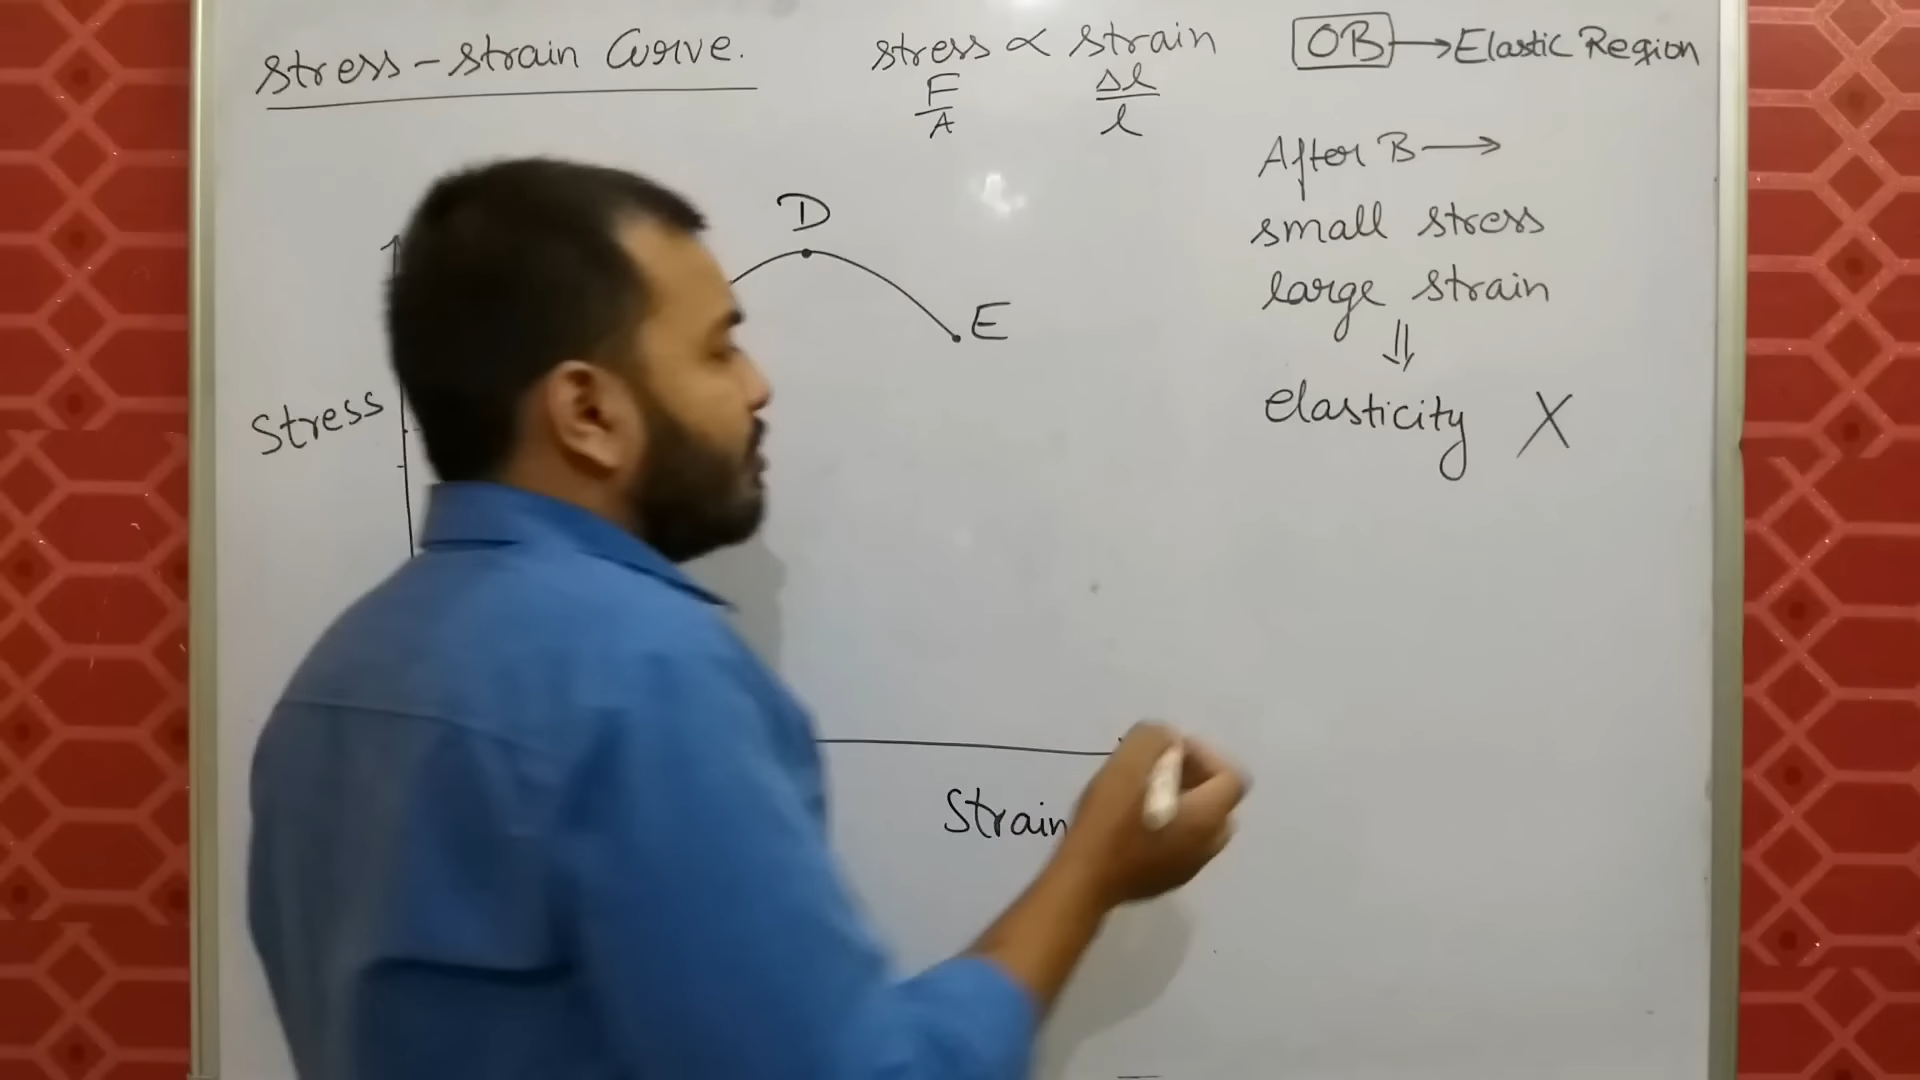 Stress-strain Curve.
stress ∝ strain
F/A Δl/l
OB → Elastic Region
After B →
small stress
large strain
⇓
elasticity X
D
E
Stress
Strain